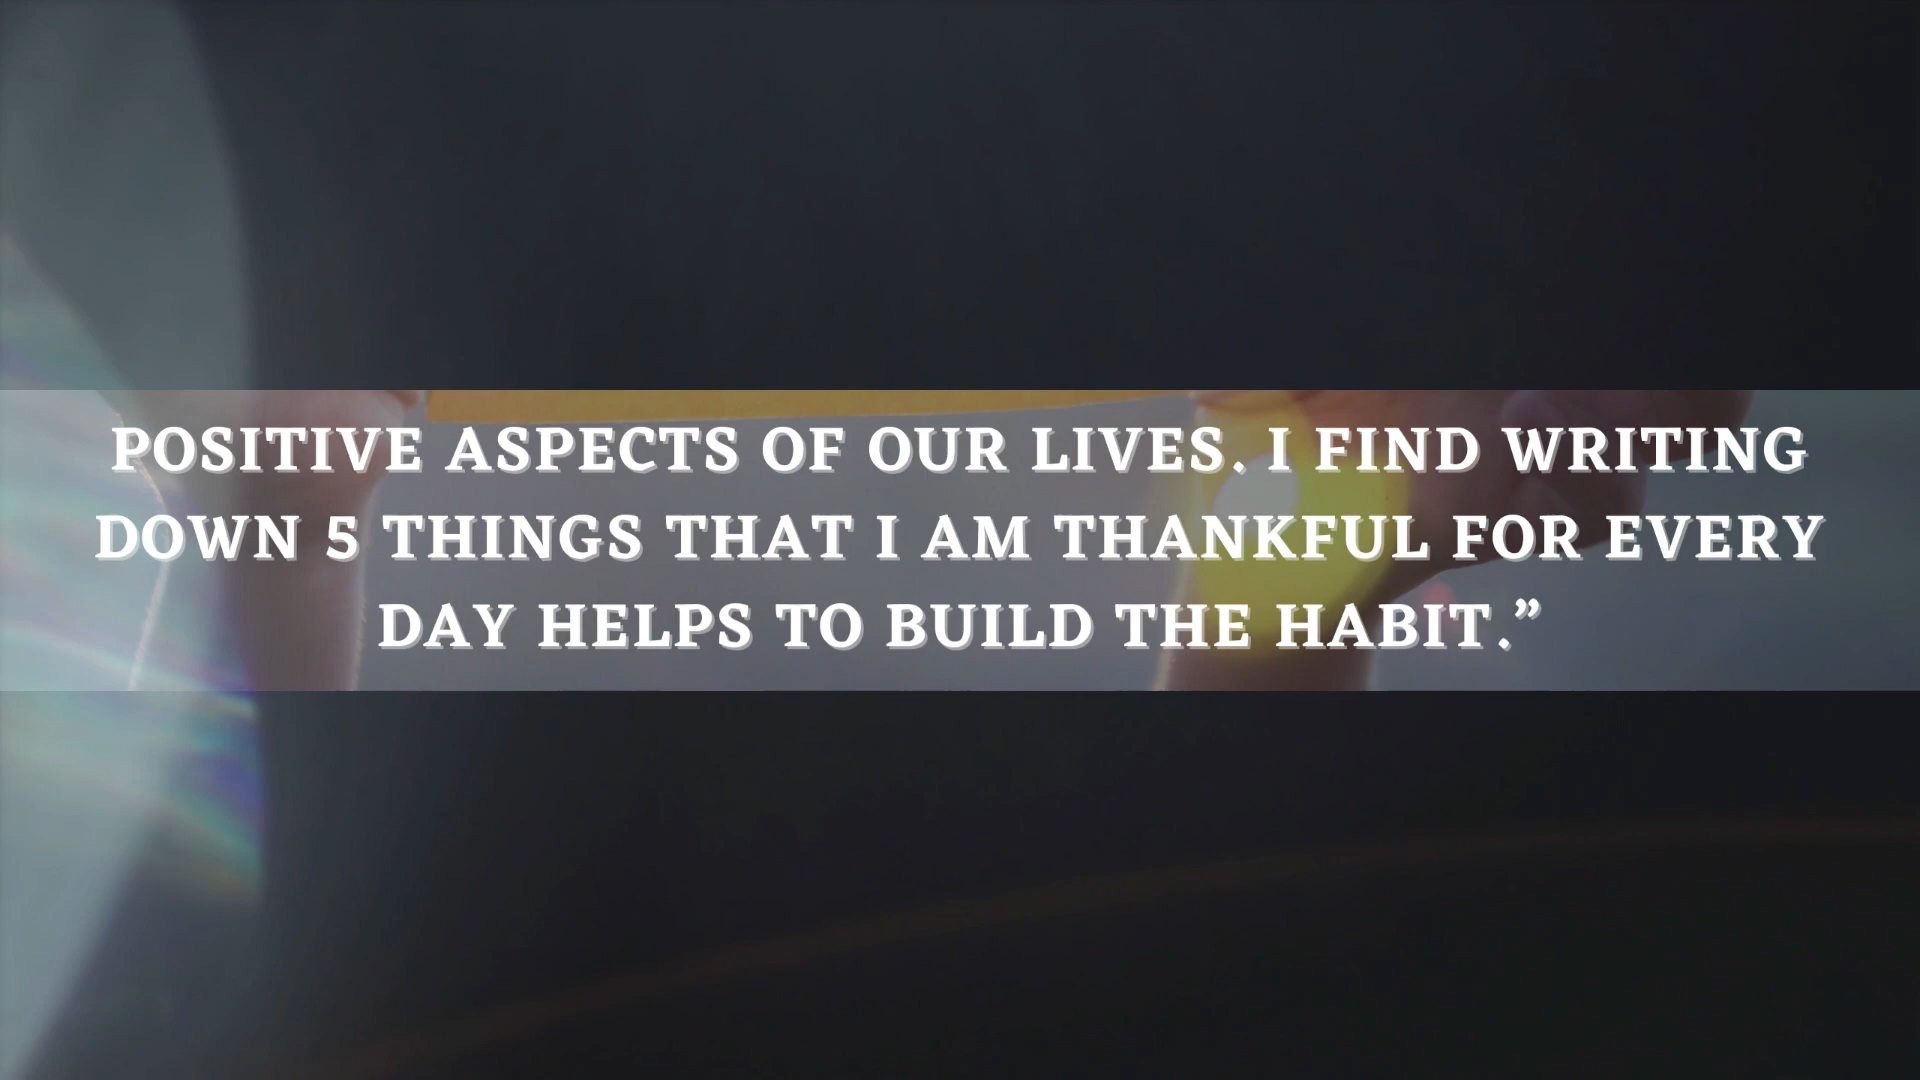 POSITIVE ASPECTS OF OUR LIVES. I FIND WRITING
DOWN 5 THINGS THAT I AM THANKFUL FOR EVERY
DAY HELPS TO BUILD THE HABIT.”